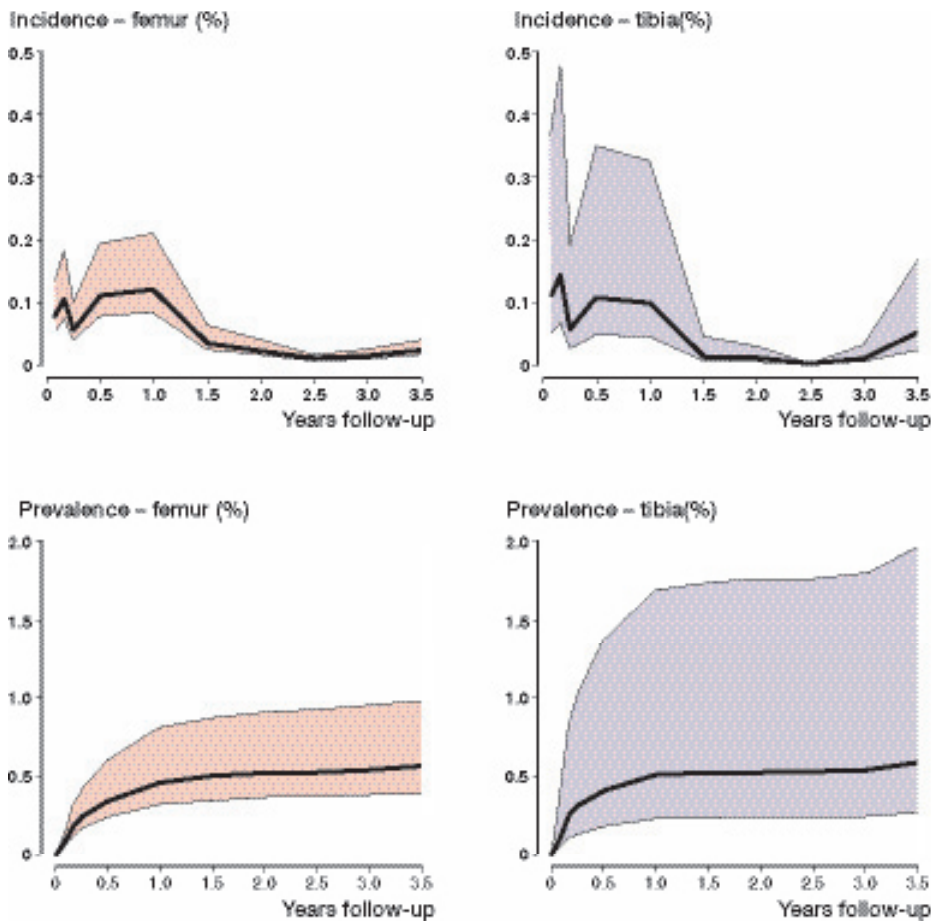 Incidence – femur (%)
0.5
0.4
0.3
0.2
0.1
0
0 0.5 1.0 1.5 2.0 2.5 3.0 3.5
Years follow-up
Incidence – tibia(%)
0.5
0.4
0.3
0.2
0.1
0
0 0.5 1.0 1.5 2.0 2.5 3.0 3.5
Years follow-up
Prevalence – femur (%)
2.0
1.5
1.0
0.5
0
0 0.5 1.0 1.5 2.0 2.5 3.0 3.5
Years follow-up
Prevalence – tibia(%)
2.0
1.5
1.0
0.5
0
0 0.5 1.0 1.5 2.0 2.5 3.0 3.5
Years follow-up